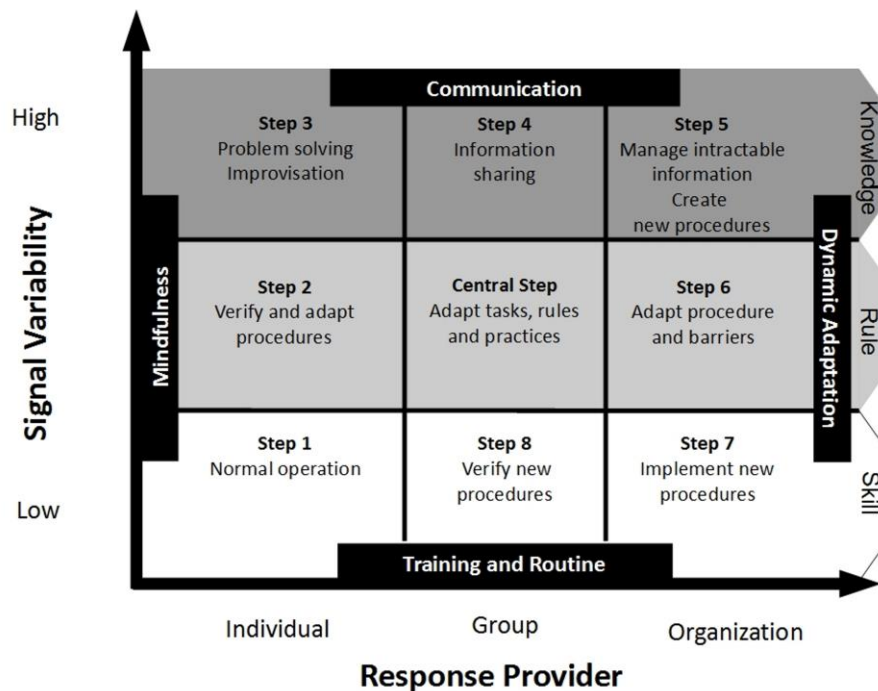 Communication
High
Step 3
Problem solving
Improvisation
Step 4
Information
sharing
Step 5
Manage intractable
information
Create
new procedures
Knowledge
Signal Variability
Mindfulness
Step 2
Verify and adapt
procedures
Central Step
Adapt tasks, rules
and practices
Step 6
Adapt procedure
and barriers
Dynamic Adaptation
Rule
Low
Step 1
Normal operation
Step 8
Verify new
procedures
Step 7
Implement new
procedures
Skill
Training and Routine
Individual
Group
Organization
Response Provider